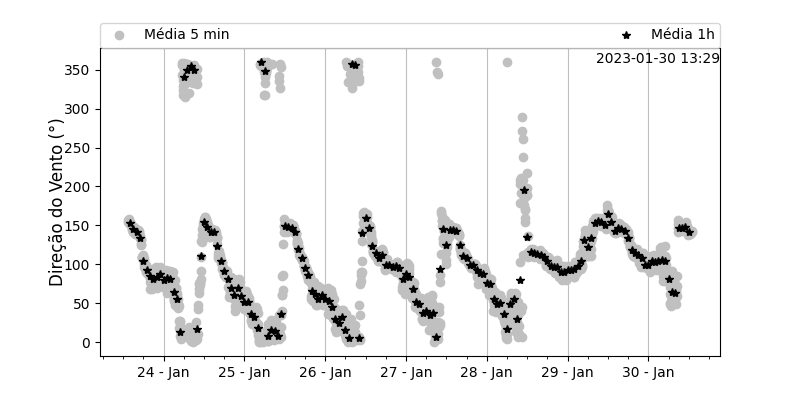 Média 5 min
Média 1h
2023-01-30 13:29
Direção do Vento (°)
350
300
250
200
150
100
50
0
24 - Jan
25 - Jan
26 - Jan
27 - Jan
28 - Jan
29 - Jan
30 - Jan